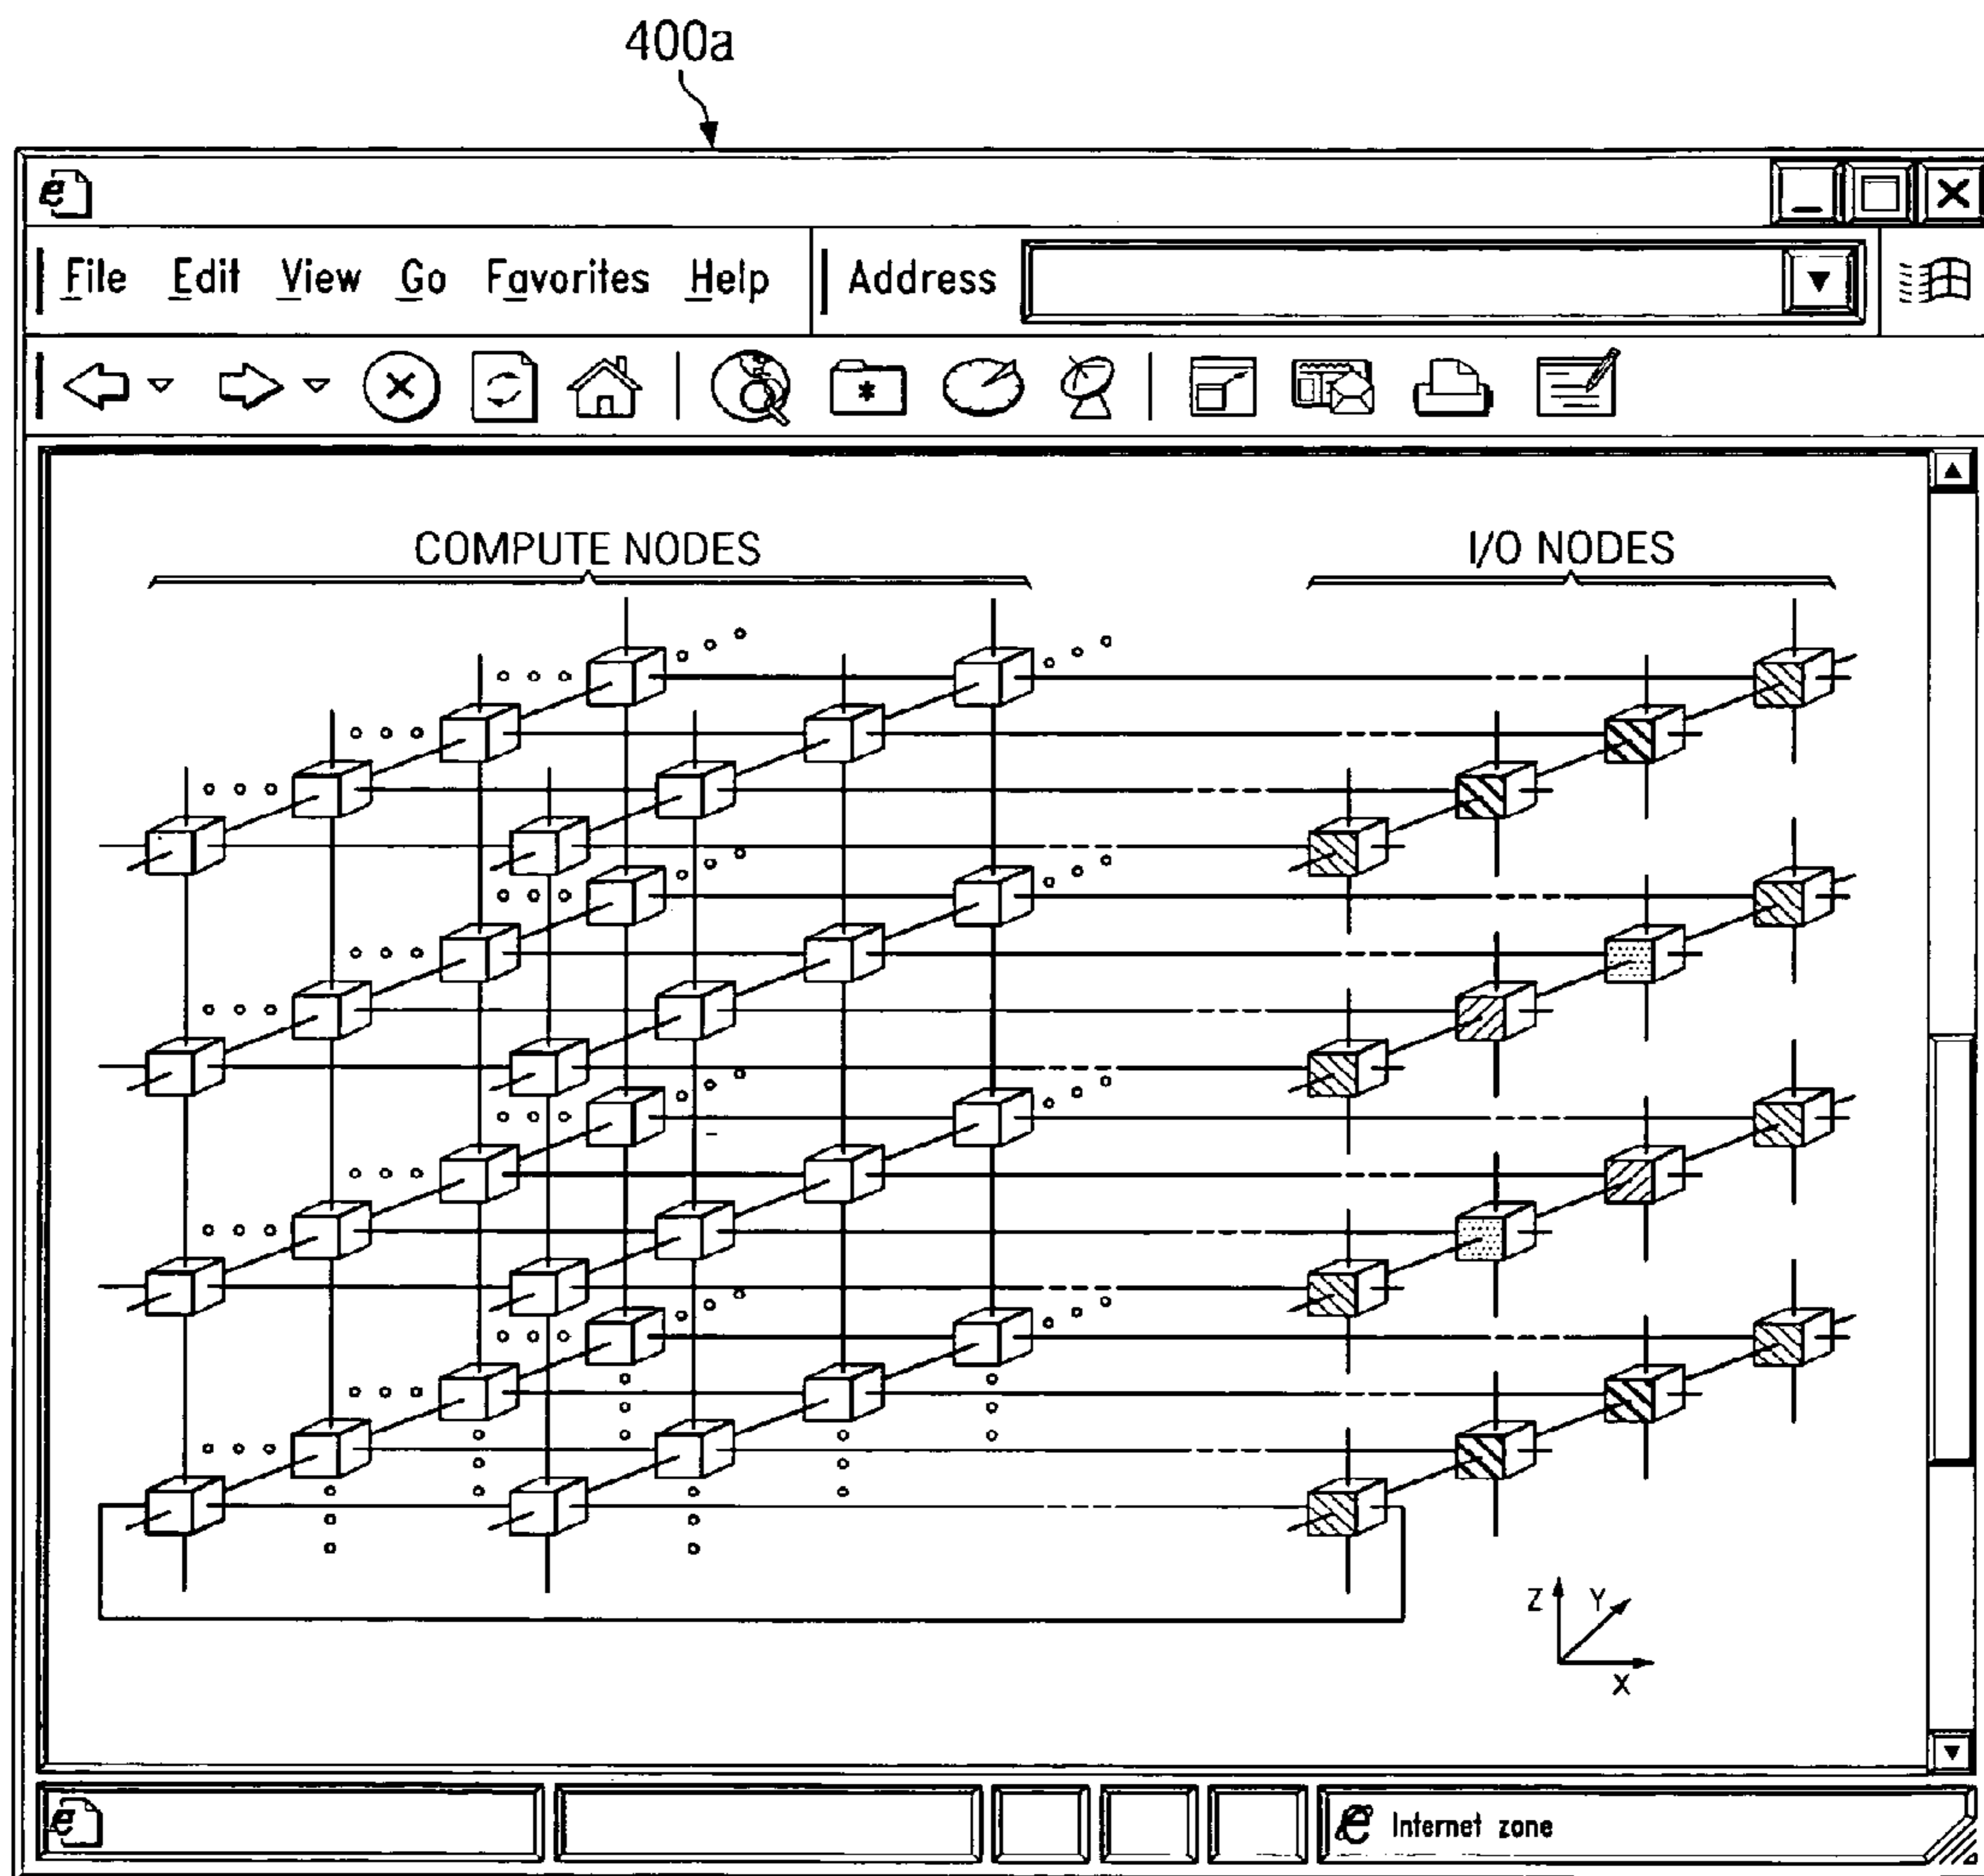 400a
File Edit View Go Favorites Help Address
COMPUTE NODES I/O NODES
Z Y
X
Internet zone